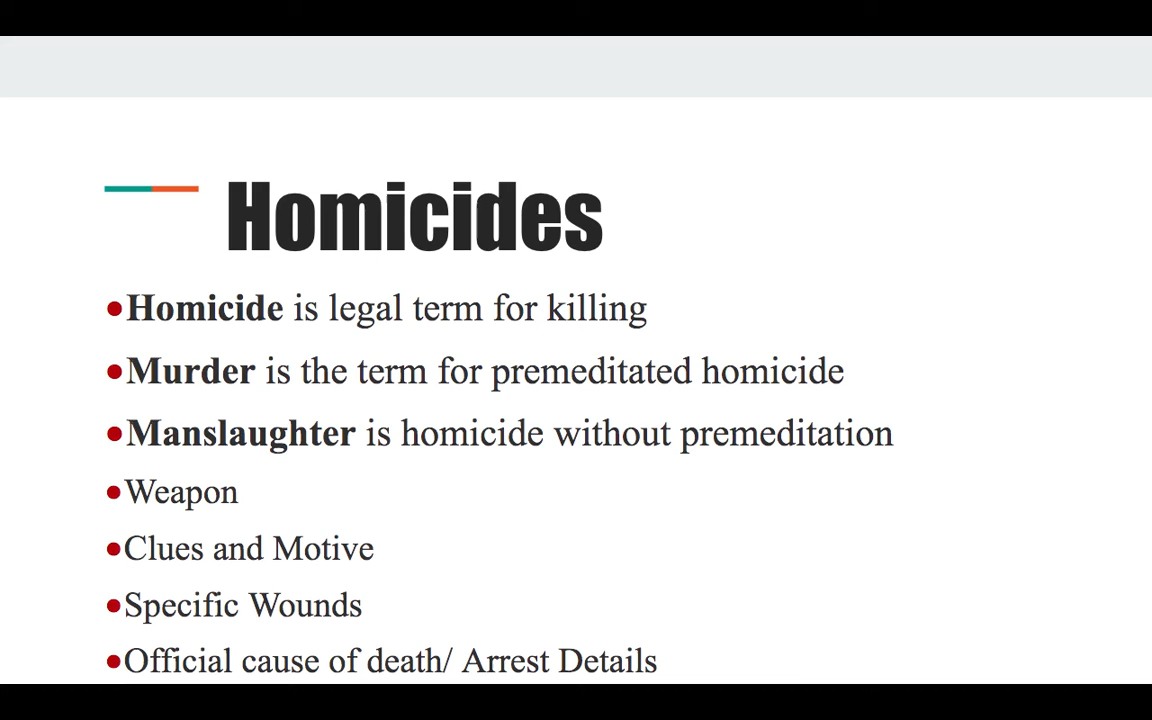 Homicides
•Homicide is legal term for killing
•Murder is the term for premeditated homicide
•Manslaughter is homicide without premeditation
•Weapon
•Clues and Motive
•Specific Wounds
•Official cause of death/ Arrest Details